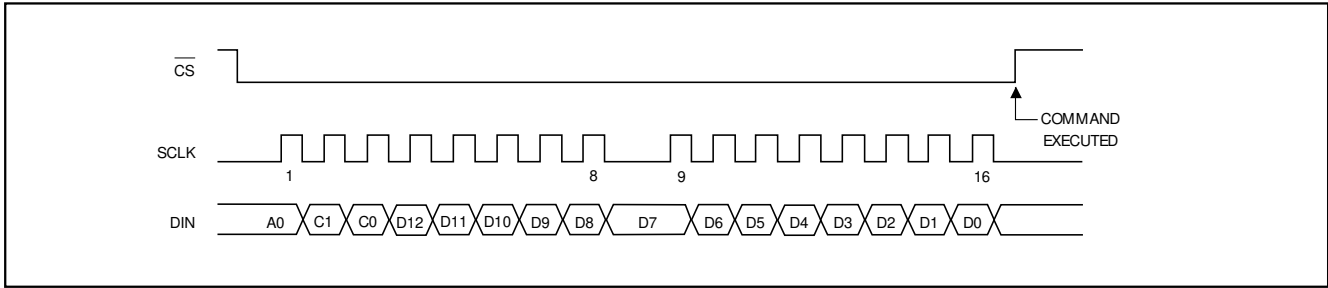 CS
COMMAND
EXECUTED
SCLK
1 8 9 16
DIN A0 C1 C0 D12 D11 D10 D9 D8 D7 D6 D5 D4 D3 D2 D1 D0